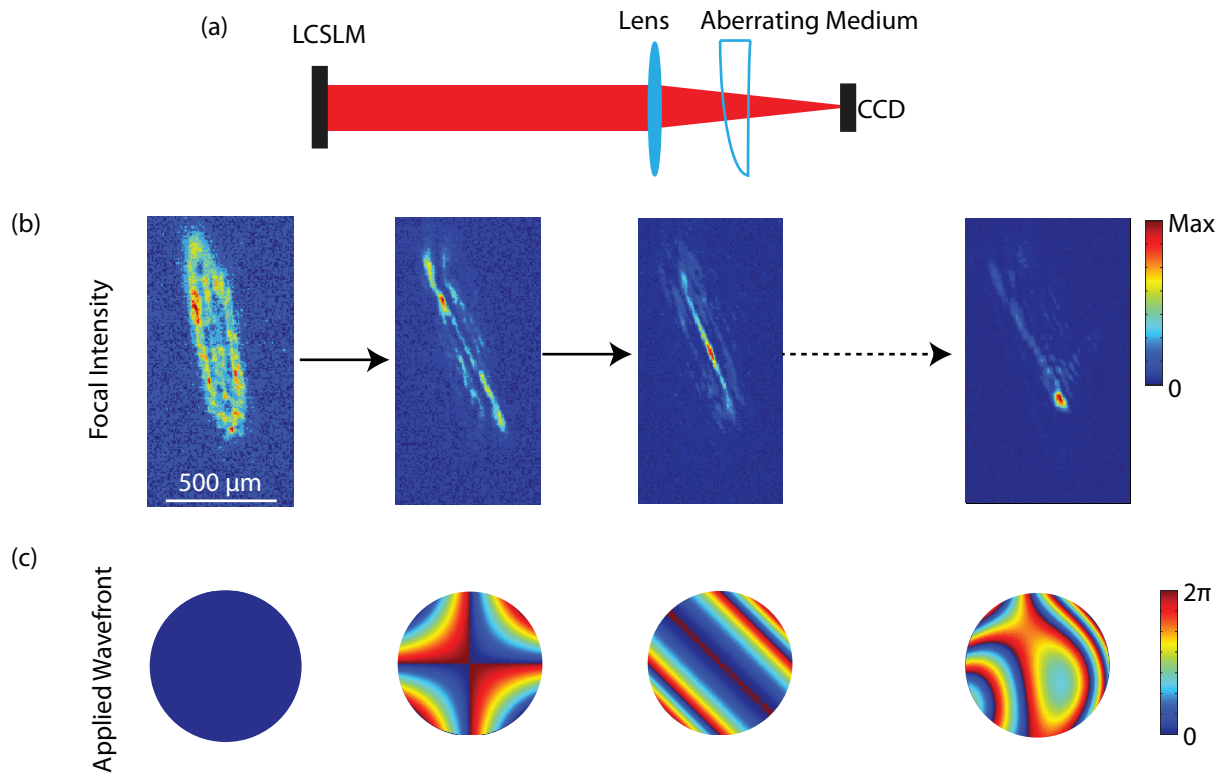 (a)
LCSLM
Lens
Aberrating Medium
CCD
(b)
Focal Intensity
500 μm
Max
0
(c)
Applied Wavefront
2π
0